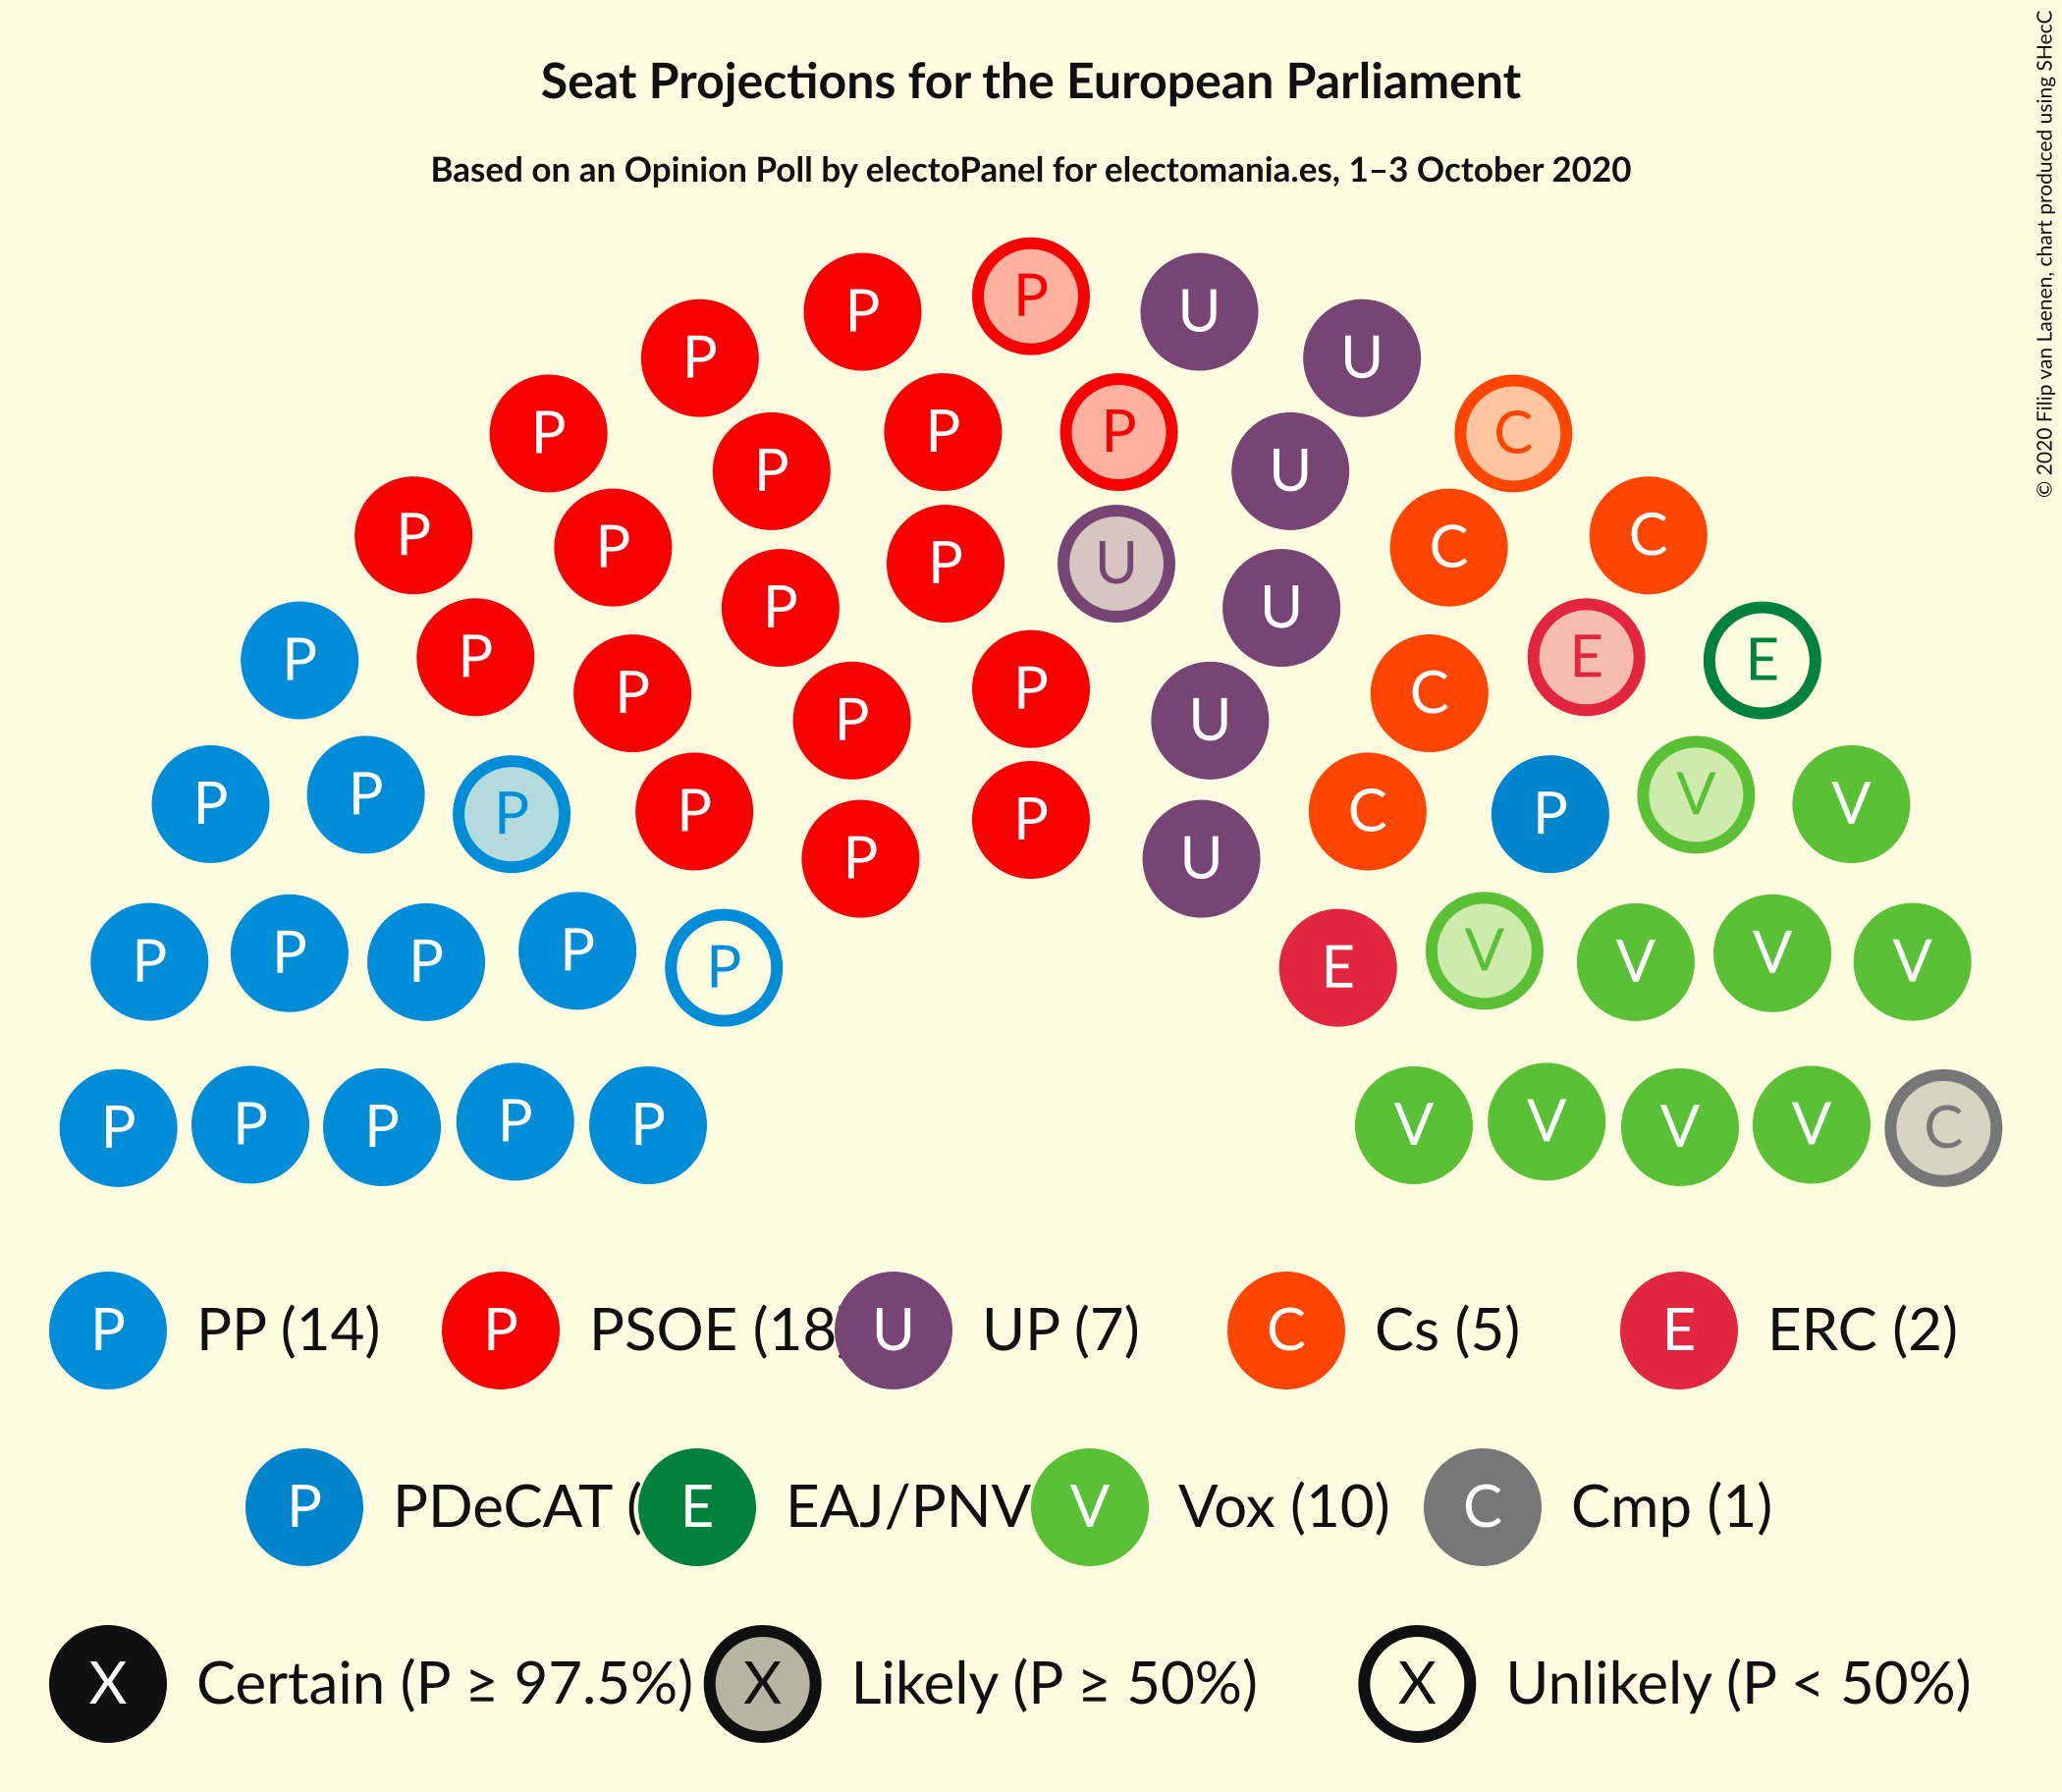 Seat Projections for the European Parliament
Based on an Opinion Poll by electoPanel for electomania.es, 1–3 October 2020
© 2020 Filip van Laenen, chart produced using SHecC
P U
P U
P P U
P C
P P U
P C C
P P U U
P P E E
P P C
P P U
P P P P C P V V
P P U
P P P P P E V V V V
P P P P P V V V V C
P PP (14) P PSOE (18 U UP (7) C Cs (5) E ERC (2)
P PDeCAT ( E EAJ/PNV V Vox (10) C Cmp (1)
X Certain (P ≥ 97.5%) X Likely (P ≥ 50%) X Unlikely (P < 50%)